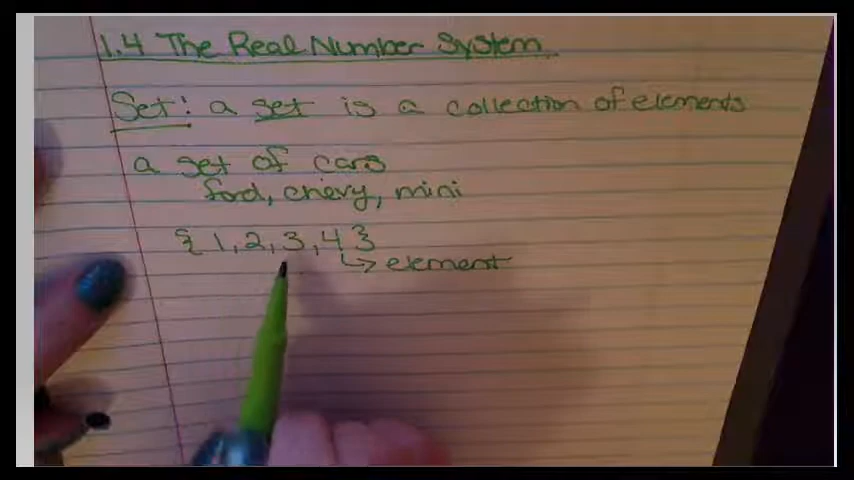 1.4 The Real Number System
Set: a set is a collection of elements
a set of cars
ford, chevy, mini
{1, 2, 3, 4}
↳ element